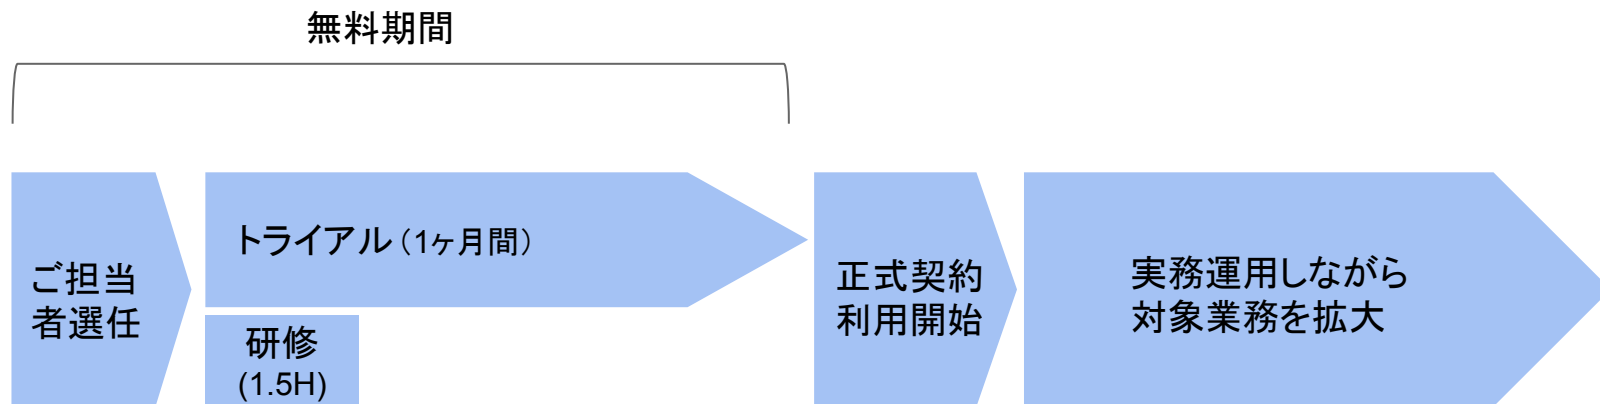 無料期間
ご担当
者選任
トライアル（1ヶ月間）
研修
(1.5H)
正式契約
利用開始
実務運用しながら
対象業務を拡大